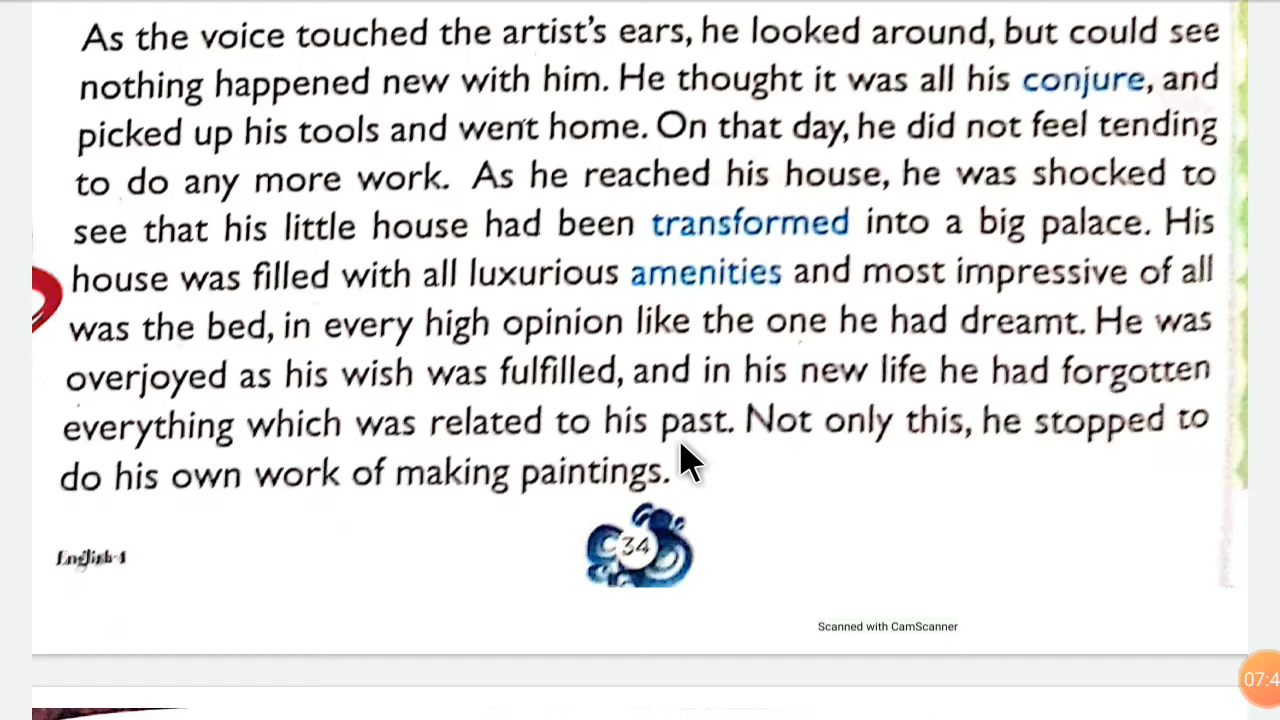 As the voice touched the artist's ears, he looked around, but could see
nothing happened new with him. He thought it was all his conjure, and
picked up his tools and went home. On that day, he did not feel tending
to do any more work. As he reached his house, he was shocked to
see that his little house had been transformed into a big palace. His
house was filled with all luxurious amenities and most impressive of all
was the bed, in every high opinion like the one he had dreamt. He was
overjoyed as his wish was fulfilled, and in his new life he had forgotten
everything which was related to his past. Not only this, he stopped to
do his own work of making paintings.
34
Scanned with CamScanner
07:4